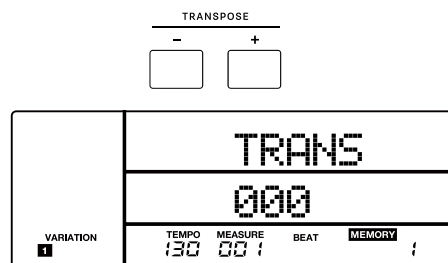 TRANSPOSE
- +
TRANS
000
VARIATION TEMPO MEASURE BEAT MEMORY
1 130 001 1